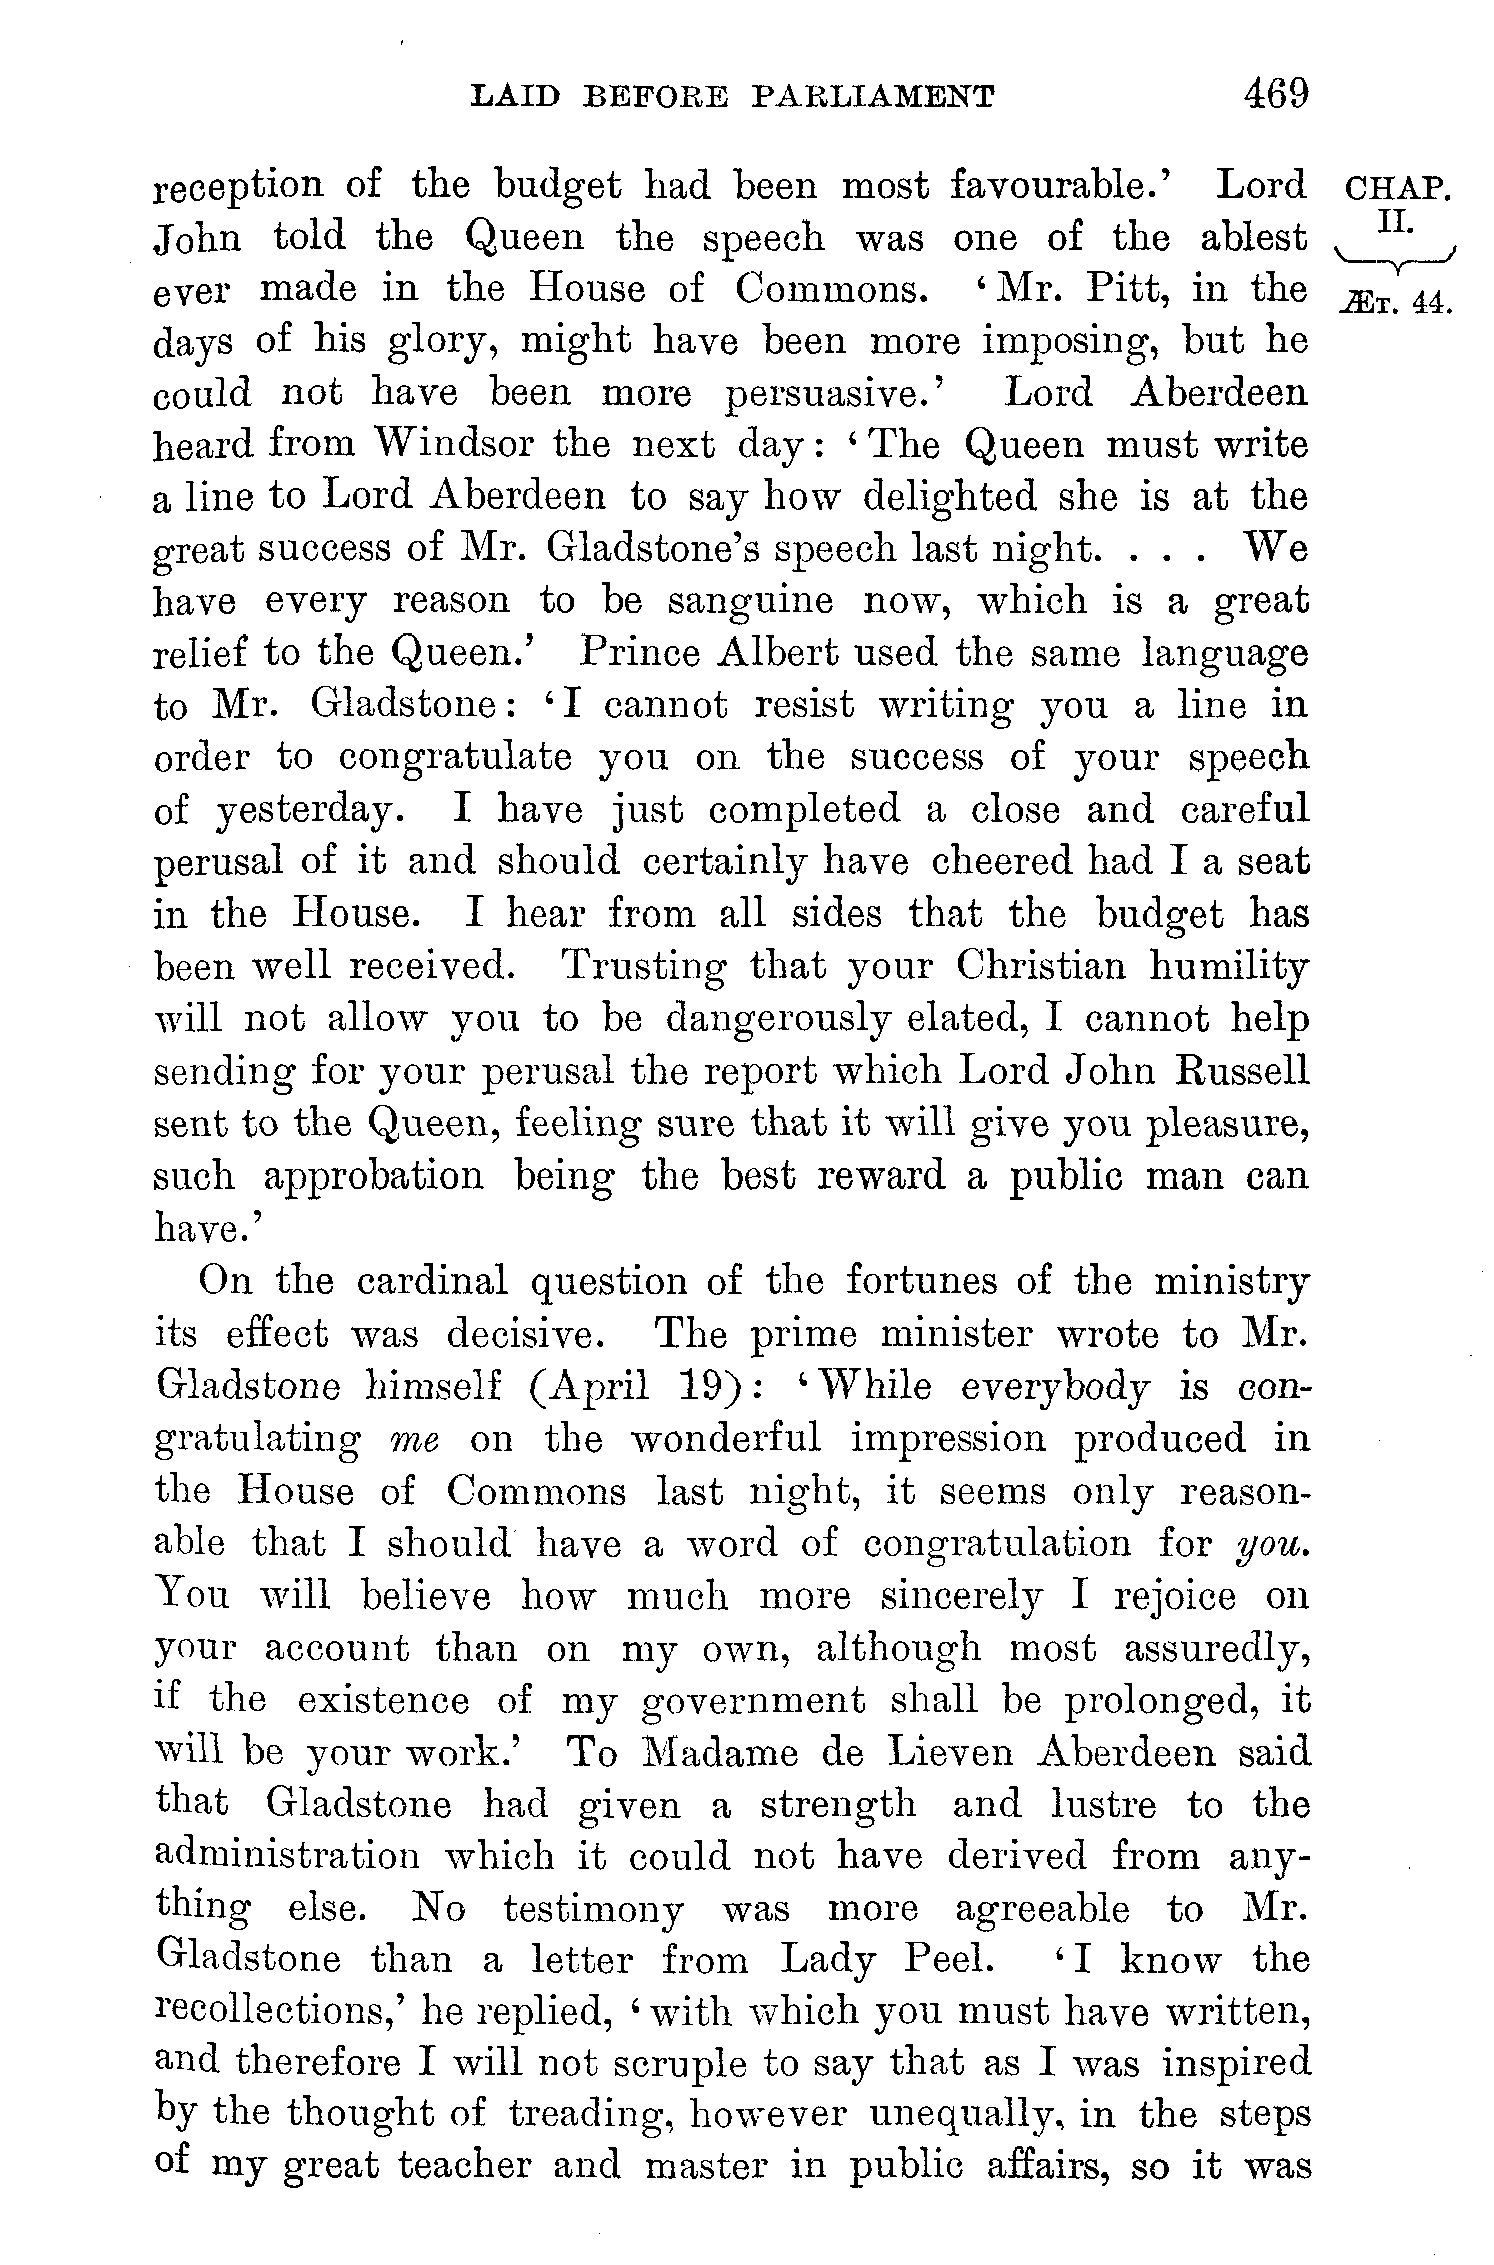 LAID BEFORE PARLIAMENT 469
reception of the budget had been most favourable.’ Lord
John told the Queen the speech was one of the ablest
ever made in the House of Commons. ‘Mr. Pitt, in the
days of his glory, might have been more imposing, but he
could not have been more persuasive.’ Lord Aberdeen
heard from Windsor the next day: ‘The Queen must write
a line to Lord Aberdeen to say how delighted she is at the
great success of Mr. Gladstone’s speech last night. . . . We
have every reason to be sanguine now, which is a great
relief to the Queen.’ Prince Albert used the same language
to Mr. Gladstone: ‘I cannot resist writing you a line in
order to congratulate you on the success of your speech
of yesterday. I have just completed a close and careful
perusal of it and should certainly have cheered had I a seat
in the House. I hear from all sides that the budget has
been well received. Trusting that your Christian humility
will not allow you to be dangerously elated, I cannot help
sending for your perusal the report which Lord John Russell
sent to the Queen, feeling sure that it will give you pleasure,
such approbation being the best reward a public man can
have.’
On the cardinal question of the fortunes of the ministry
its effect was decisive. The prime minister wrote to Mr.
Gladstone himself (April 19): ‘While everybody is con-
gratulating me on the wonderful impression produced in
the House of Commons last night, it seems only reason-
able that I should have a word of congratulation for you.
You will believe how much more sincerely I rejoice on
your account than on my own, although most assuredly,
if the existence of my government shall be prolonged, it
will be your work.’ To Madame de Lieven Aberdeen said
that Gladstone had given a strength and lustre to the
administration which it could not have derived from any-
thing else. No testimony was more agreeable to Mr.
Gladstone than a letter from Lady Peel. ‘I know the
recollections,’ he replied, ‘with which you must have written,
and therefore I will not scruple to say that as I was inspired
by the thought of treading, however unequally, in the steps
of my great teacher and master in public affairs, so it was
CHAP.
II.
ÆT. 44.